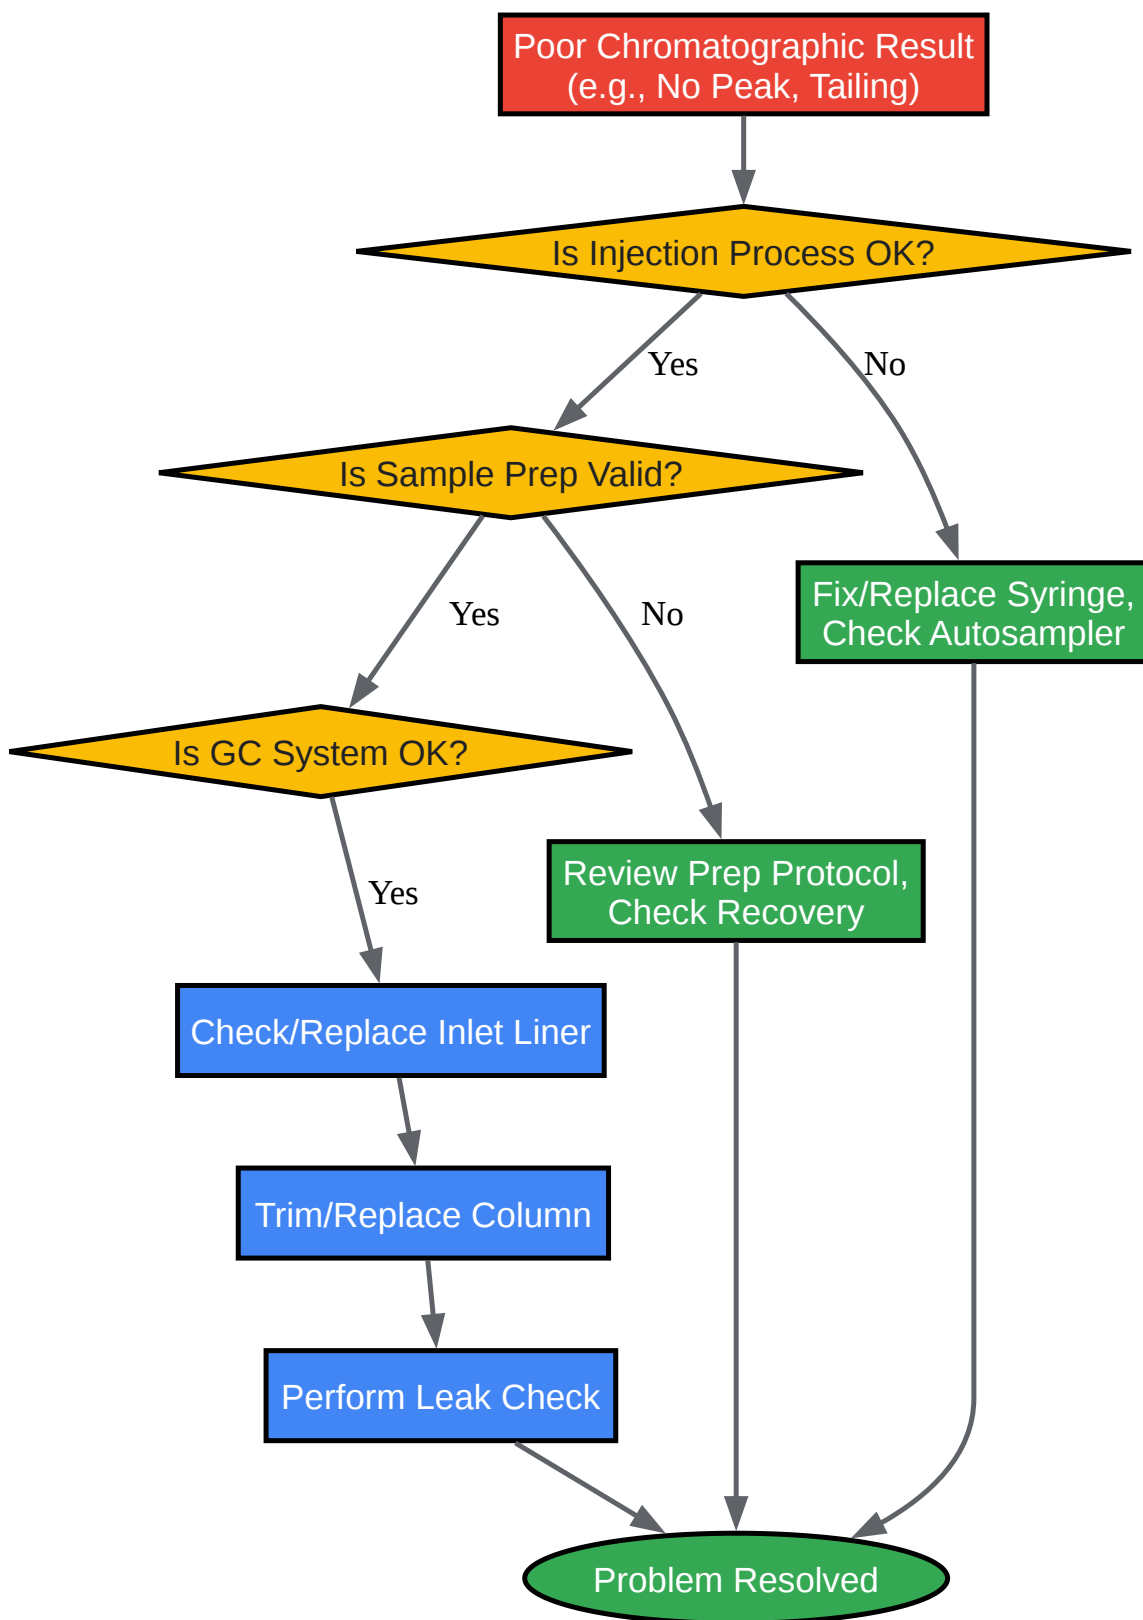 Poor Chromatographic Result
(e.g., No Peak, Tailing)
Is Injection Process OK?
Yes
No
Is Sample Prep Valid?
Fix/Replace Syringe,
Check Autosampler
Yes
No
Is GC System OK?
Review Prep Protocol,
Check Recovery
Yes
Check/Replace Inlet Liner
Trim/Replace Column
Perform Leak Check
Problem Resolved